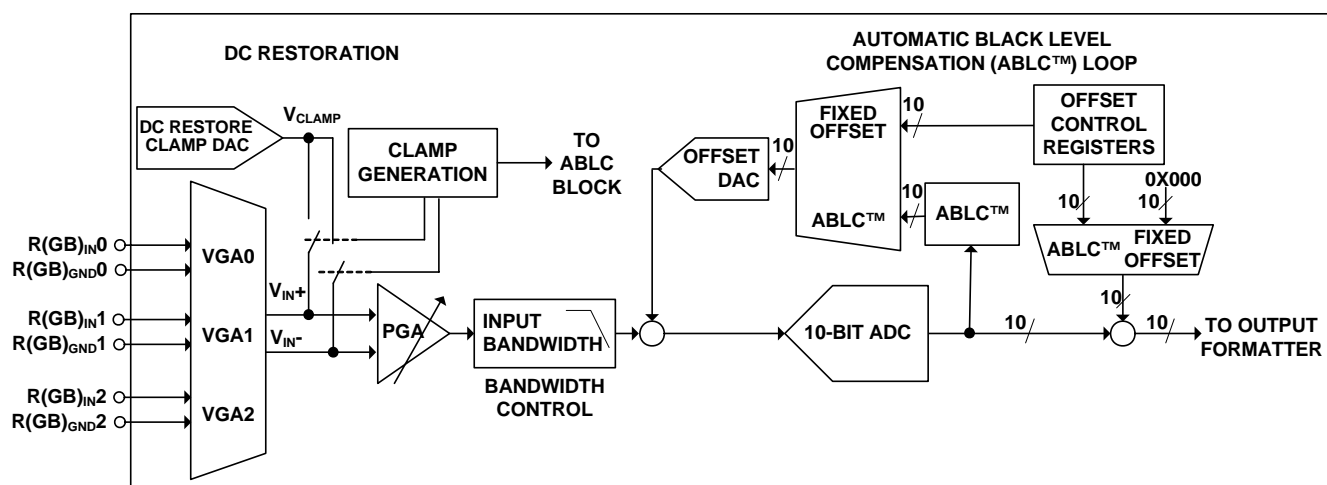 DC RESTORATION
AUTOMATIC BLACK LEVEL
COMPENSATION (ABLC™) LOOP
DC RESTORE
CLAMP DAC
VCLAMP
CLAMP
GENERATION
TO
ABLC
BLOCK
OFFSET
DAC
10
FIXED
OFFSET
ABLC™
10
10
ABLC™
OFFSET
CONTROL
REGISTERS
10
0X000
10
ABLC™
FIXED
OFFSET
10
R(GB)IN0
R(GB)GND0
R(GB)IN1
R(GB)GND1
R(GB)IN2
R(GB)GND2
VGA0
VGA1
VGA2
VIN+
VIN-
PGA
INPUT
BANDWIDTH
BANDWIDTH
CONTROL
10-BIT ADC
10
10
TO OUTPUT
FORMATTER